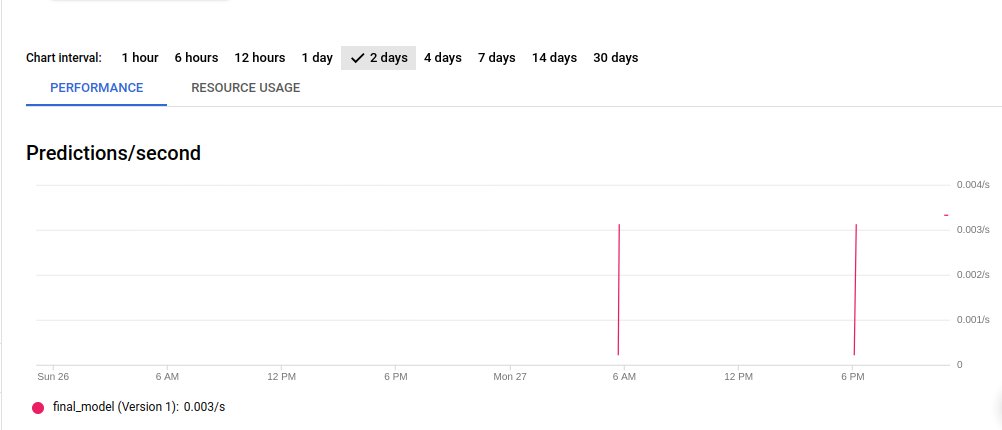 Chart interval: 1 hour 6 hours 12 hours 1 day 2 days 4 days 7 days 14 days 30 days
PERFORMANCE RESOURCE USAGE
Predictions/second
0.004/s
0.003/s
0.002/s
0.001/s
0
Sun 26 6 AM 12 PM 6 PM Mon 27 6 AM 12 PM 6 PM
final_model (Version 1): 0.003/s